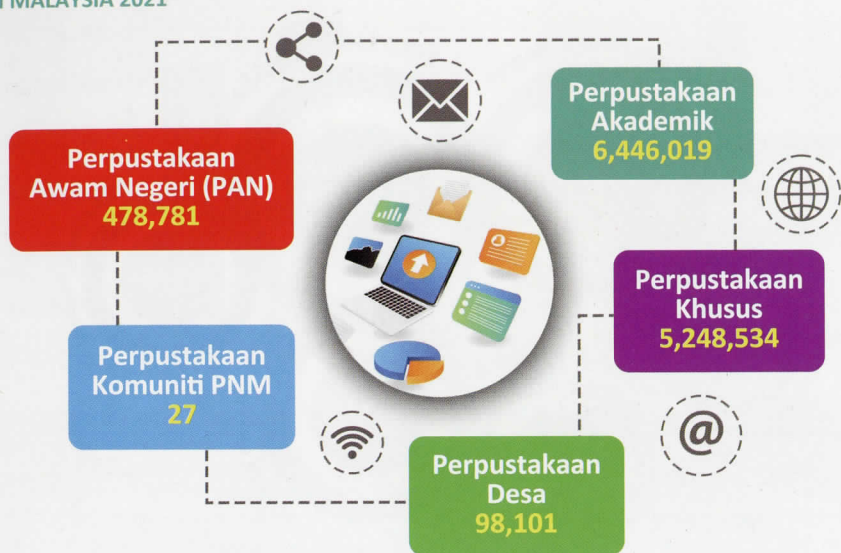 MALAYSIA 2021
Perpustakaan
Akademik
6,446,019
Perpustakaan
Awam Negeri (PAN)
478,781
Perpustakaan
Khusus
5,248,534
Perpustakaan
Komuniti PNM
27
@
Perpustakaan
Desa
98,101